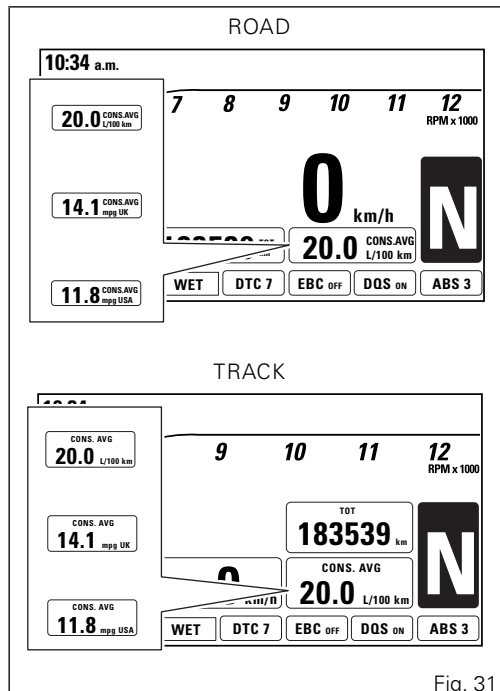 ROAD
10:34 a.m.
20.0 CONS.AVG L/100 km
14.1 CONS.AVG mpg UK
11.8 CONS.AVG mpg USA
7 8 9 10 11 12
RPM x 1000
0 km/h
N
20.0 CONS.AVG L/100 km
WET DTC 7 EBC OFF DQS ON ABS 3
TRACK
CONS. AVG
20.0 L/100 km
CONS. AVG
14.1 mpg UK
CONS. AVG
11.8 mpg USA
9 10 11 12
RPM x 1000
TOT
183539 km
N
0 km/h
CONS. AVG
20.0 L/100 km
WET DTC 7 EBC OFF DQS ON ABS 3
Fig. 31